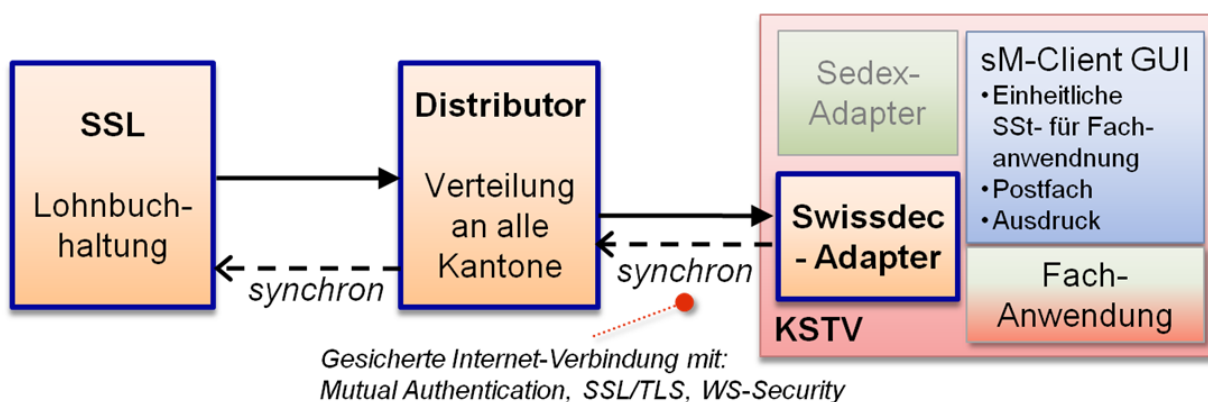 SSL
Lohnbuch-
haltung
synchron
Distributor
Verteilung
an alle
Kantone
synchron
Gesicherte Internet-Verbindung mit:
Mutual Authentication, SSL/TLS, WS-Security
Sedex-
Adapter
Swissdec
- Adapter
KSTV
sM-Client GUI
•Einheitliche
SSt- für Fach-
anwendnung
•Postfach
•Ausdruck
Fach-
Anwendung